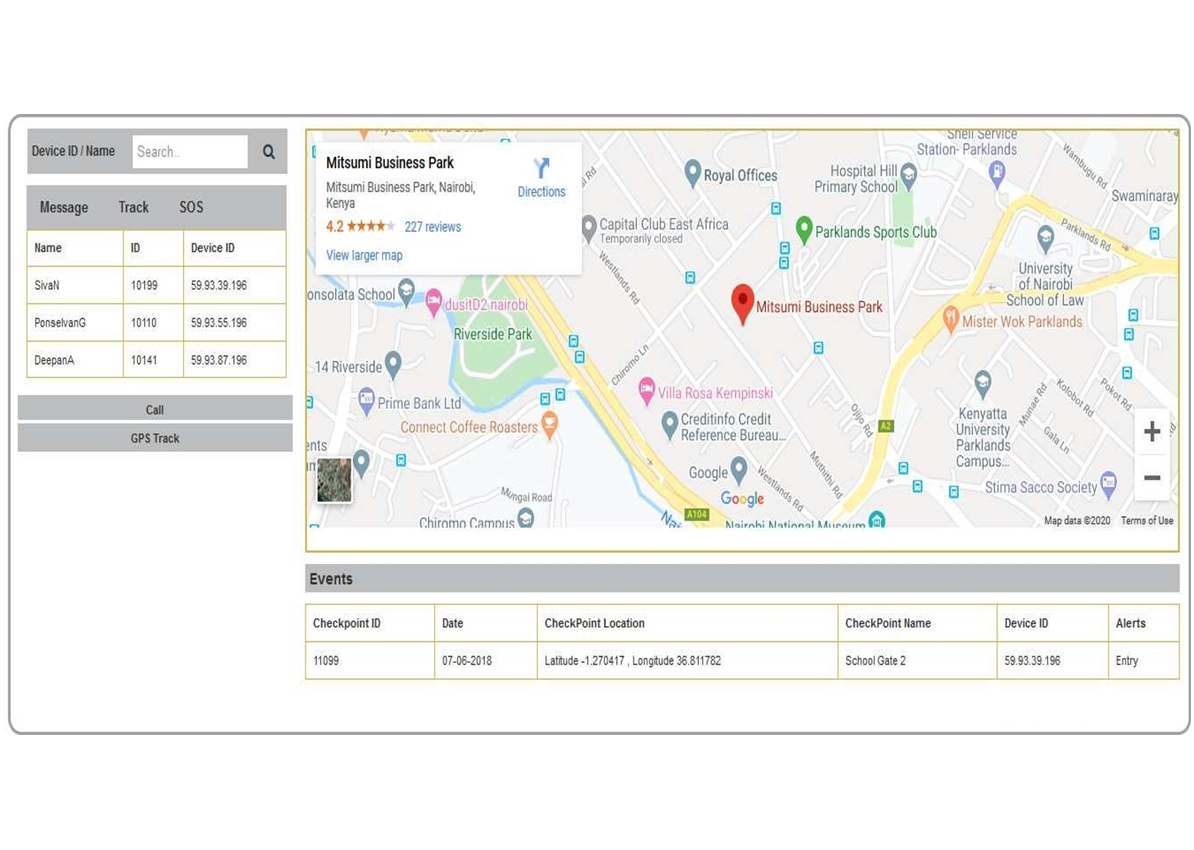 Device ID / Name Search..
Message Track SOS
Name ID Device ID
SivaN 10199 59.93.39.196
PonselvanG 10110 59.93.55.196
DeepanA 10141 59.93.87.196
Call
GPS Track
Mitsumi Business Park
Mitsumi Business Park, Nairobi,
Kenya
4.2 227 reviews
View larger map
Directions
Royal Offices
Hospital Hill
Primary School
Shell Service
Station- Parklands
Wambugu Rd
Swaminaray
Capital Club East Africa
Temporarily closed
Parklands Sports Club
Parklands Rd
Westlands Rd
University
of Nairobi
School of Law
onsolata School
dusitD2 nairobi
Riverside Park
Mitsumi Business Park
Mister Wok Parklands
14 Riverside
Chiromo Ln
Prime Bank Ltd
Villa Rosa Kempinski
Connect Coffee Roasters
Creditinfo Credit
Reference Bureau...
Ojijo Rd
A2
Kenyatta
University
Parklands
Campus...
Munae Rd
Kolobot Rd
Pokot Rd
Gala Ln
+
−
Google
Google
Westlands Rd
Muthithi Rd
Stima Sacco Society
Mungai Road
Chiromo Campus
A104
Nairobi National Museum
Map data ©2020 Terms of Use
Events
Checkpoint ID Date CheckPoint Location CheckPoint Name Device ID Alerts
11099 07-06-2018 Latitude -1.270417 , Longitude 36.811782 School Gate 2 59.93.39.196 Entry